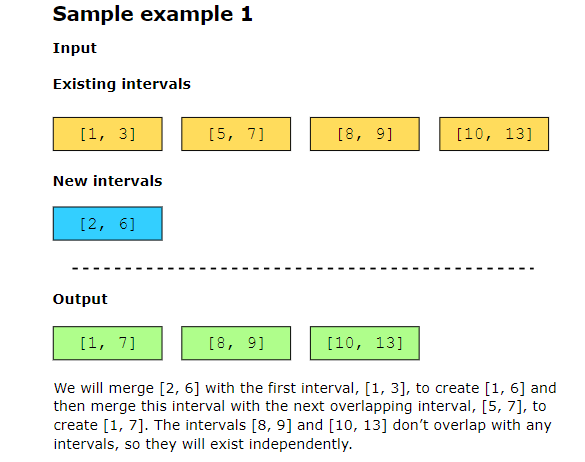 Sample example 1
Input
Existing intervals
[1, 3] [5, 7] [8, 9] [10, 13]
New intervals
[2, 6]
Output
[1, 7] [8, 9] [10, 13]
We will merge [2, 6] with the first interval, [1, 3], to create [1, 6] and
then merge this interval with the next overlapping interval, [5, 7], to
create [1, 7]. The intervals [8, 9] and [10, 13] don’t overlap with any
intervals, so they will exist independently.